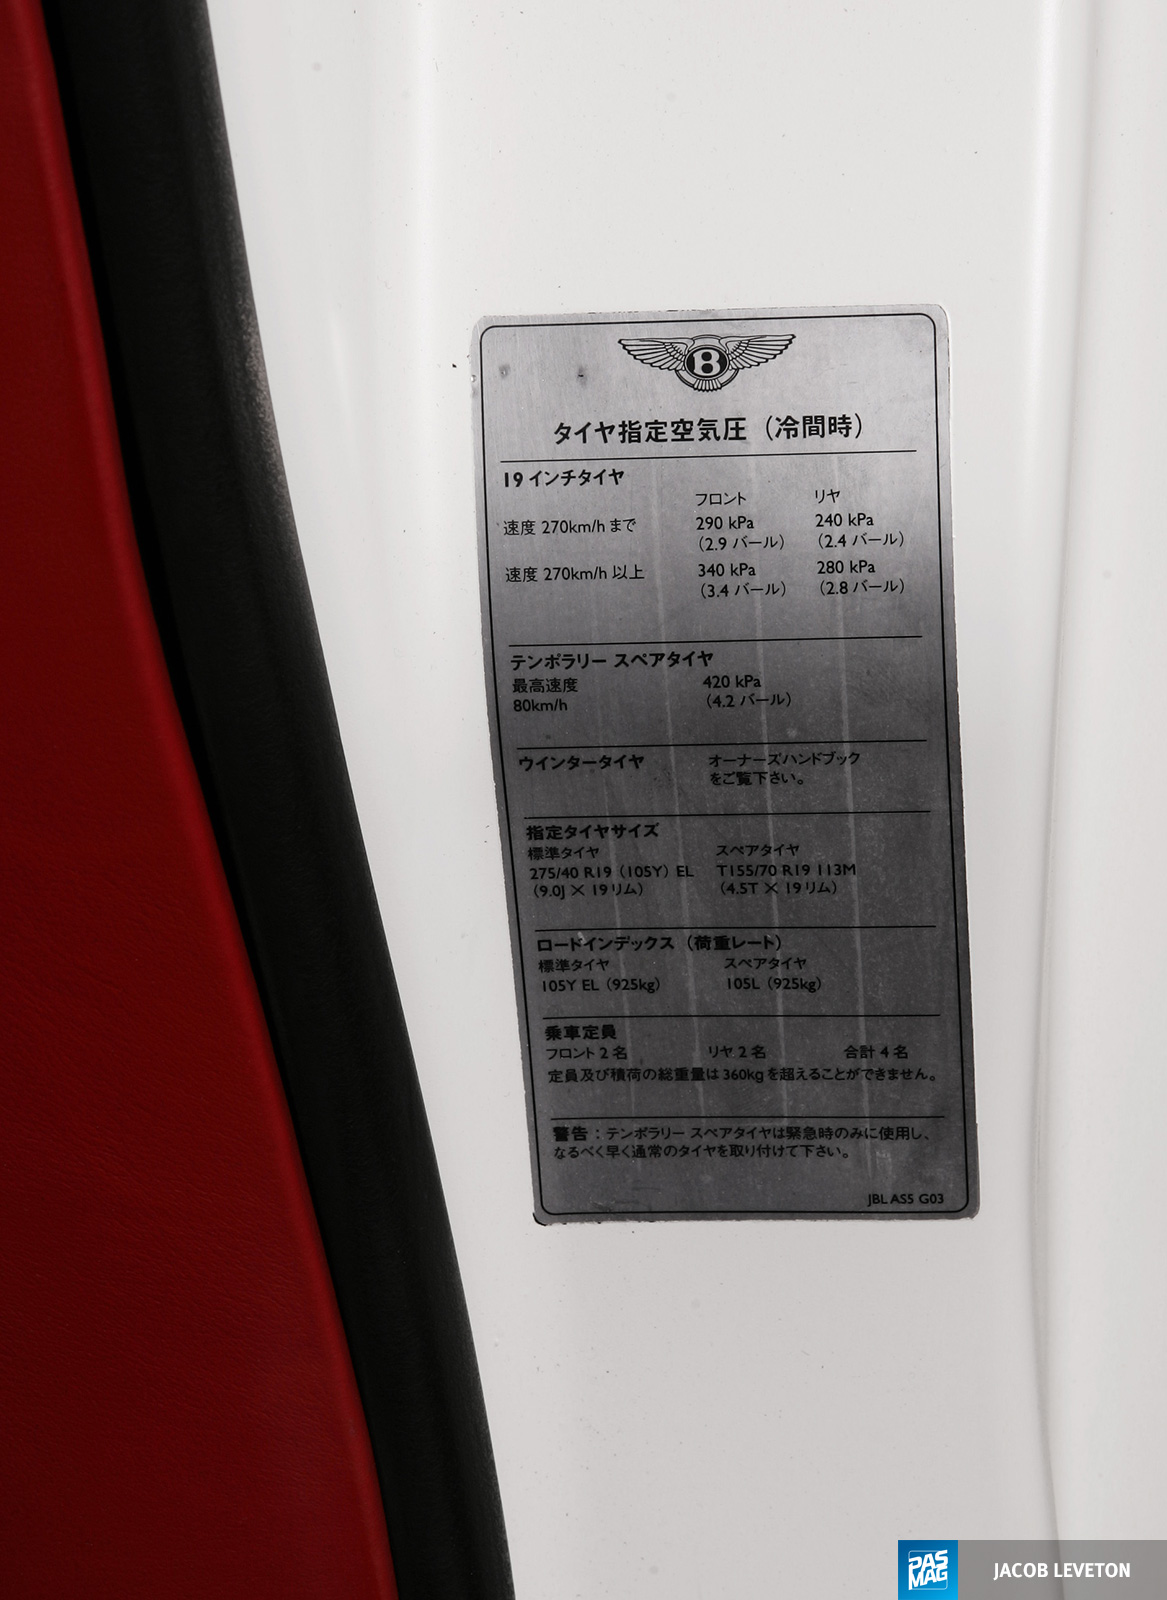 B
タイヤ指定空気圧（冷間時）
19 インチタイヤ
フロント リヤ
速度 270km/h まで 290 kPa 240 kPa
（2.9 バール） （2.4 バール）
速度 270km/h 以上 340 kPa 280 kPa
（3.4 バール） （2.8 バール）
テンポラリー スペアタイヤ
最高速度 420 kPa
80km/h （4.2 バール）
ウインタータイヤ オーナーズハンドブック
をご覧下さい。
指定タイヤサイズ
標準タイヤ スペアタイヤ
275/40 R19（105Y）EL T155/70 R19 113M
（9.0J × 19リム） （4.5T × 19リム）
ロードインデックス（荷重レート）
標準タイヤ スペアタイヤ
105Y EL（925kg） 105L（925kg）
乗車定員
フロント 2 名 リヤ 2 名 合計 4 名
定員及び積荷の総重量は 360kg を超えることができません。
警告：テンポラリー スペアタイヤは緊急時のみに使用し、
なるべく早く通常のタイヤを取り付けて下さい。
JBL AS5 G03
PAS
MAG
JACOB LEVETON